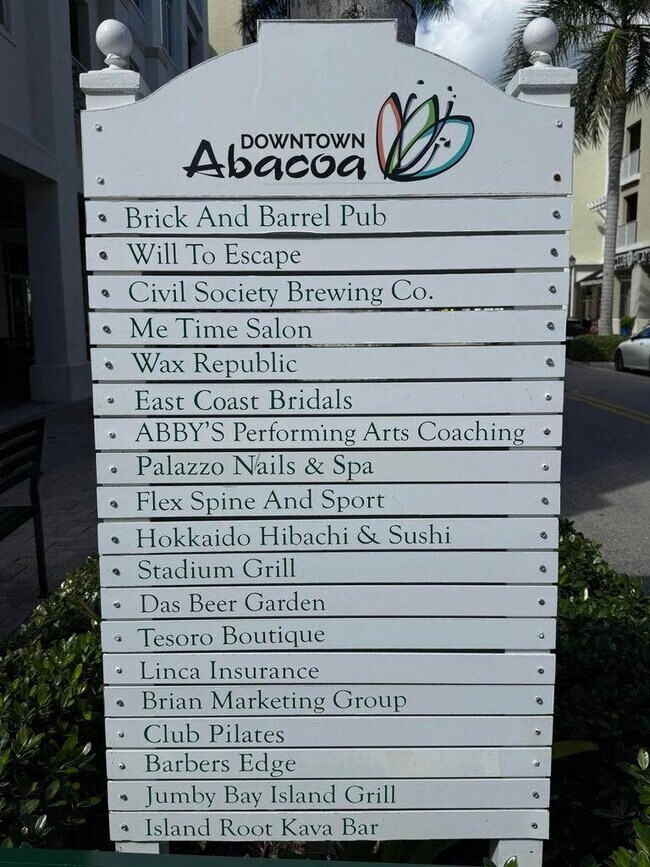 DOWNTOWN
Abacoa
Brick And Barrel Pub
Will To Escape
Civil Society Brewing Co.
Me Time Salon
Wax Republic
East Coast Bridals
ABBY'S Performing Arts Coaching
Palazzo Nails & Spa
Flex Spine And Sport
Hokkaido Hibachi & Sushi
Stadium Grill
Das Beer Garden
Tesoro Boutique
Linca Insurance
Brian Marketing Group
Club Pilates
Barbers Edge
Jumby Bay Island Grill
Island Root Kava Bar